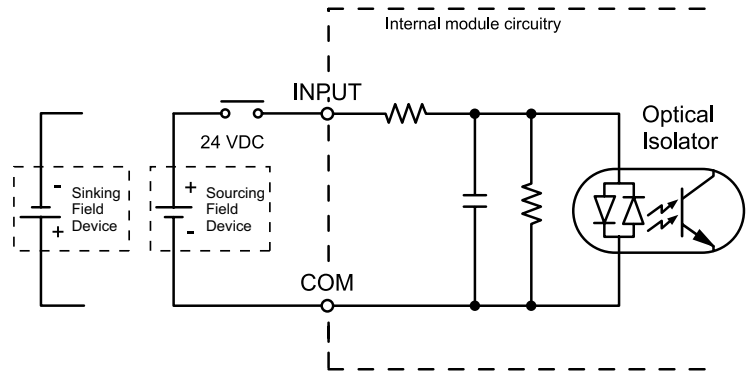 Internal module circuitry
INPUT
24 VDC
Optical
Isolator
- Sinking
Field
Device
+
+ Sourcing
Field
Device
-
COM